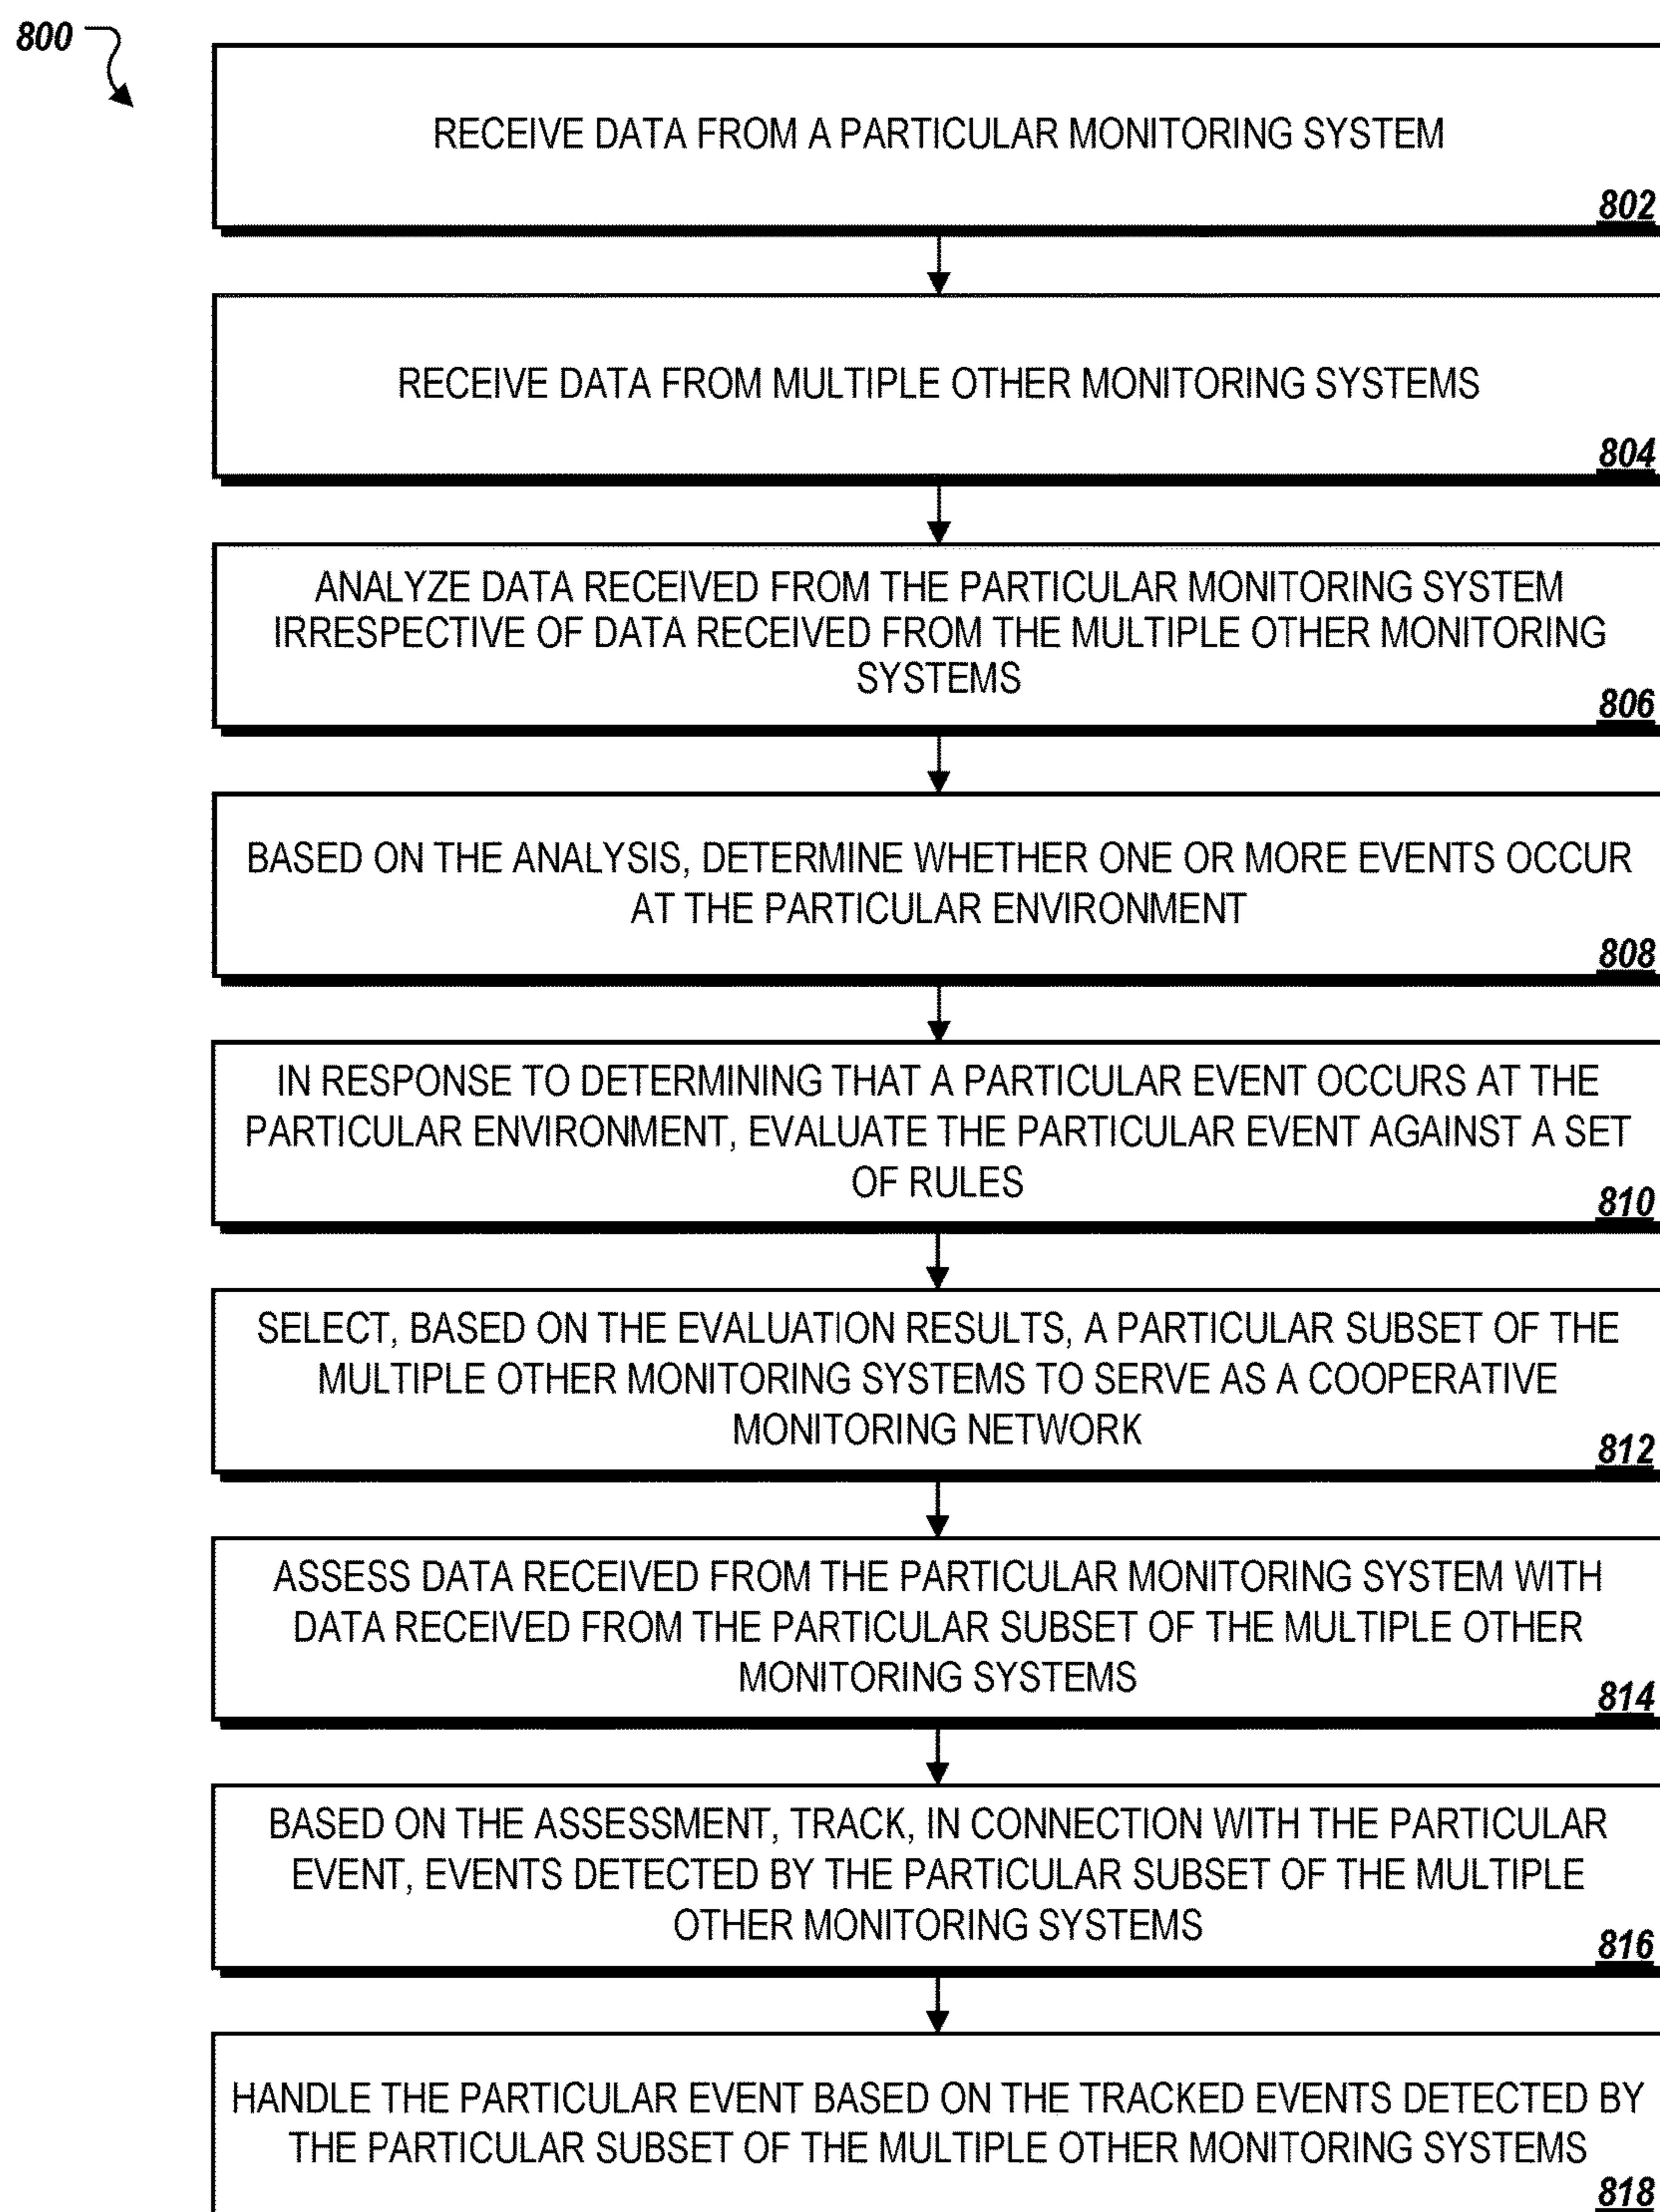 800
RECEIVE DATA FROM A PARTICULAR MONITORING SYSTEM
802
RECEIVE DATA FROM MULTIPLE OTHER MONITORING SYSTEMS
804
ANALYZE DATA RECEIVED FROM THE PARTICULAR MONITORING SYSTEM
IRRESPECTIVE OF DATA RECEIVED FROM THE MULTIPLE OTHER MONITORING
SYSTEMS
806
BASED ON THE ANALYSIS, DETERMINE WHETHER ONE OR MORE EVENTS OCCUR
AT THE PARTICULAR ENVIRONMENT
808
IN RESPONSE TO DETERMINING THAT A PARTICULAR EVENT OCCURS AT THE
PARTICULAR ENVIRONMENT, EVALUATE THE PARTICULAR EVENT AGAINST A SET
OF RULES
810
SELECT, BASED ON THE EVALUATION RESULTS, A PARTICULAR SUBSET OF THE
MULTIPLE OTHER MONITORING SYSTEMS TO SERVE AS A COOPERATIVE
MONITORING NETWORK
812
ASSESS DATA RECEIVED FROM THE PARTICULAR MONITORING SYSTEM WITH
DATA RECEIVED FROM THE PARTICULAR SUBSET OF THE MULTIPLE OTHER
MONITORING SYSTEMS
814
BASED ON THE ASSESSMENT, TRACK, IN CONNECTION WITH THE PARTICULAR
EVENT, EVENTS DETECTED BY THE PARTICULAR SUBSET OF THE MULTIPLE
OTHER MONITORING SYSTEMS
816
HANDLE THE PARTICULAR EVENT BASED ON THE TRACKED EVENTS DETECTED BY
THE PARTICULAR SUBSET OF THE MULTIPLE OTHER MONITORING SYSTEMS
818